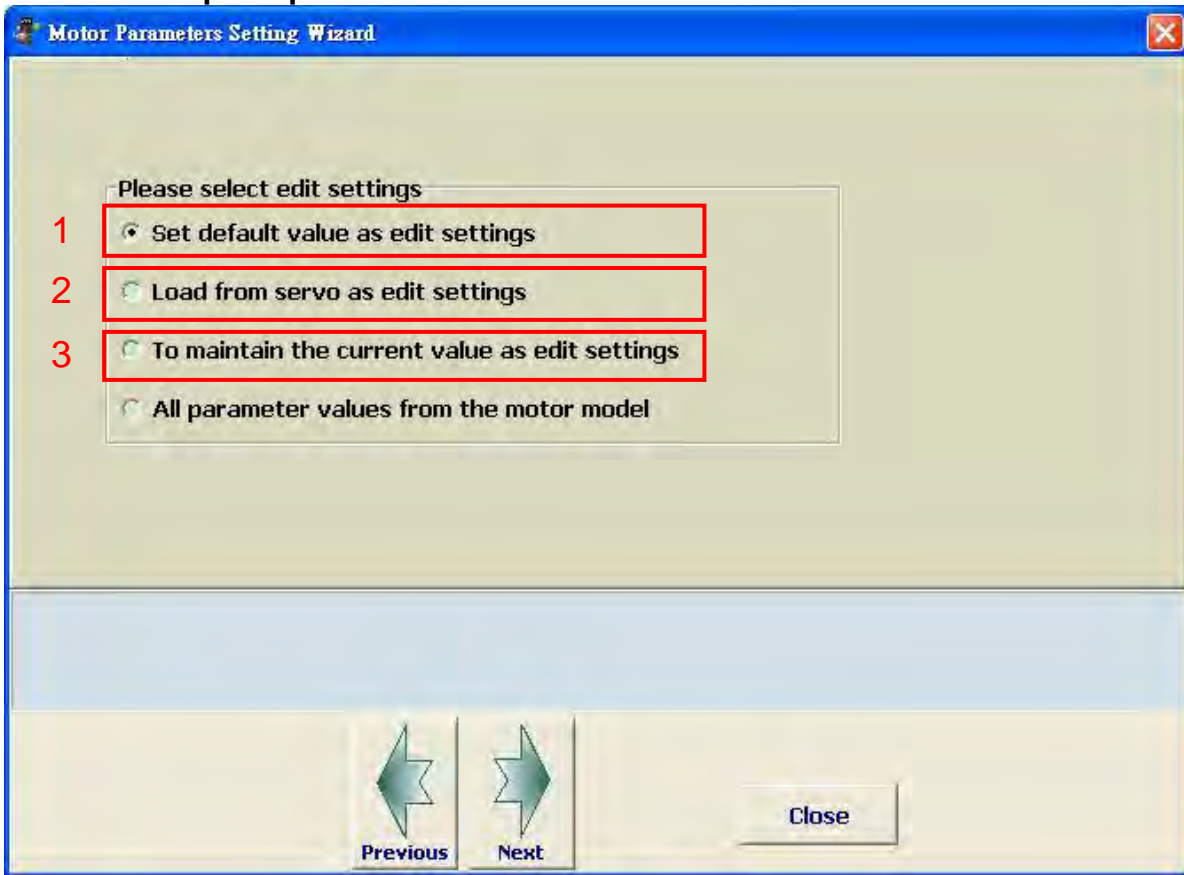 Motor Parameters Setting Wizard
Please select edit settings
1 Set default value as edit settings
2 Load from servo as edit settings
3 To maintain the current value as edit settings
All parameter values from the motor model
Previous Next Close